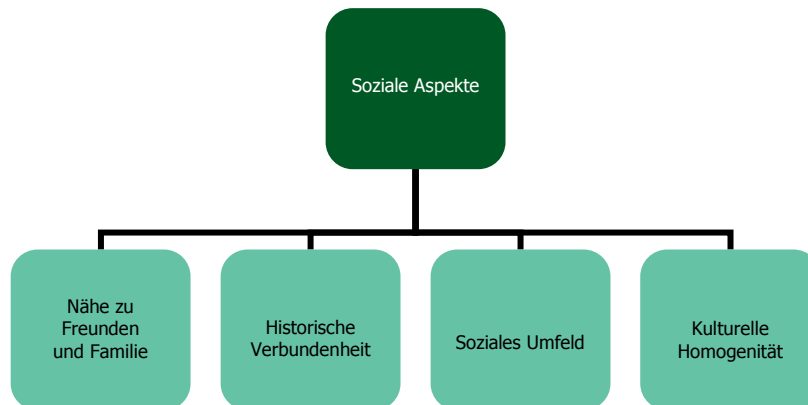 Soziale Aspekte
Nähe zu
Freunden
und Familie
Historische
Verbundenheit
Soziales Umfeld
Kulturelle
Homogenität